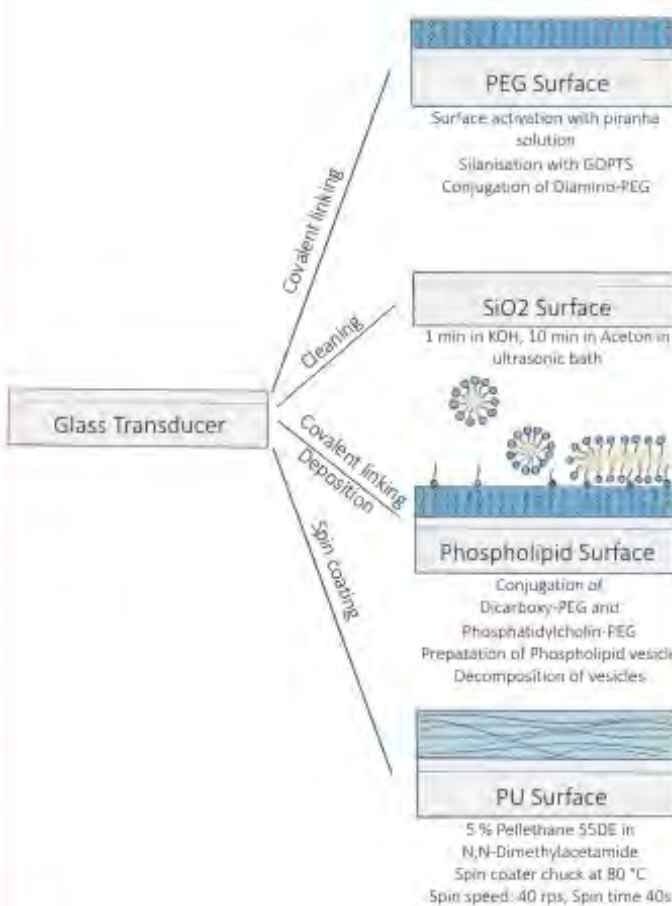 PEG Surface
Surface activation with piranha
solution
Silanisation with GOPTS
Conjugation of Diamino-PEG
Covalent linking
SiO2 Surface
1 min in KOH, 10 min in Aceton in
ultrasonic bath
Cleaning
Glass Transducer
Covalent linking
Deposition
Phospholipid Surface
Conjugation of
Dicarboxy-PEG and
Phosphatidylcholin-PEG
Prepatation of Phospholipid vesicle
Decomposition of vesicles
Spin coating
PU Surface
5 % Pellethane 55DE in
N,N-Dimethylacetamide
Spin coater chuck at 80 °C
Spin speed: 40 rps, Spin time 40s